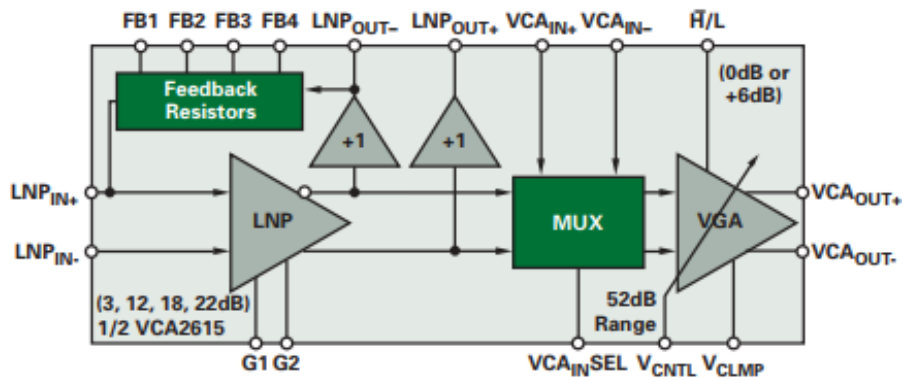 FB1 FB2 FB3 FB4 LNPOUT– LNPOUT+ VCAIN+ VCAIN– H̄/L
Feedback
Resistors
(0dB or
+6dB)
+1 +1
LNPIN+
LNP
MUX
VGA
VCAOUT+
LNPIN-
VCAOUT-
(3, 12, 18, 22dB)
1/2 VCA2615
52dB
Range
G1 G2 VCAINSEL VCNTL VCLMP